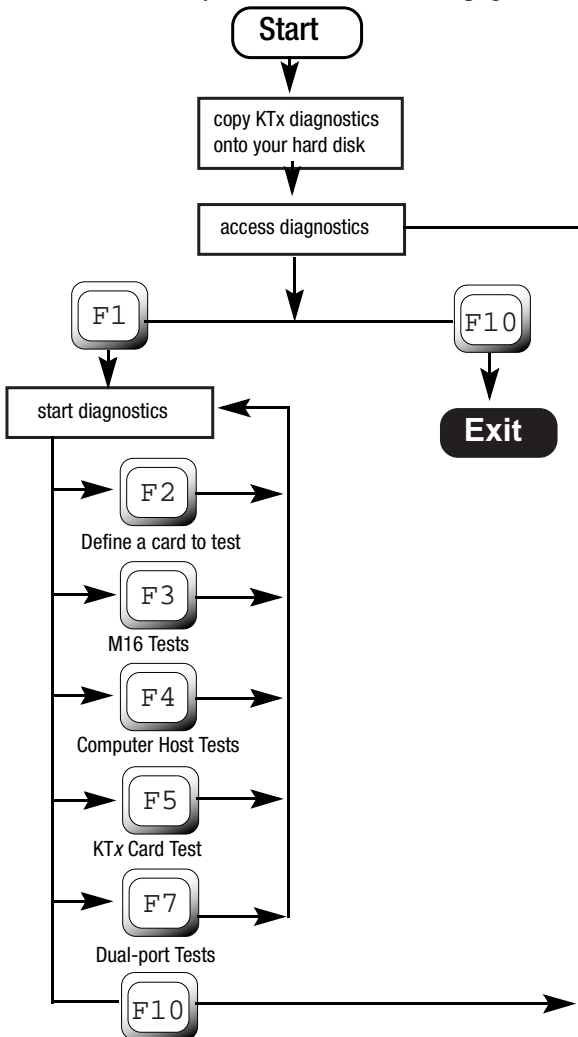 Start
copy KTx diagnostics
onto your hard disk
access diagnostics
F1
F10
start diagnostics
Exit
F2
Define a card to test
F3
M16 Tests
F4
Computer Host Tests
F5
KTx Card Test
F7
Dual-port Tests
F10